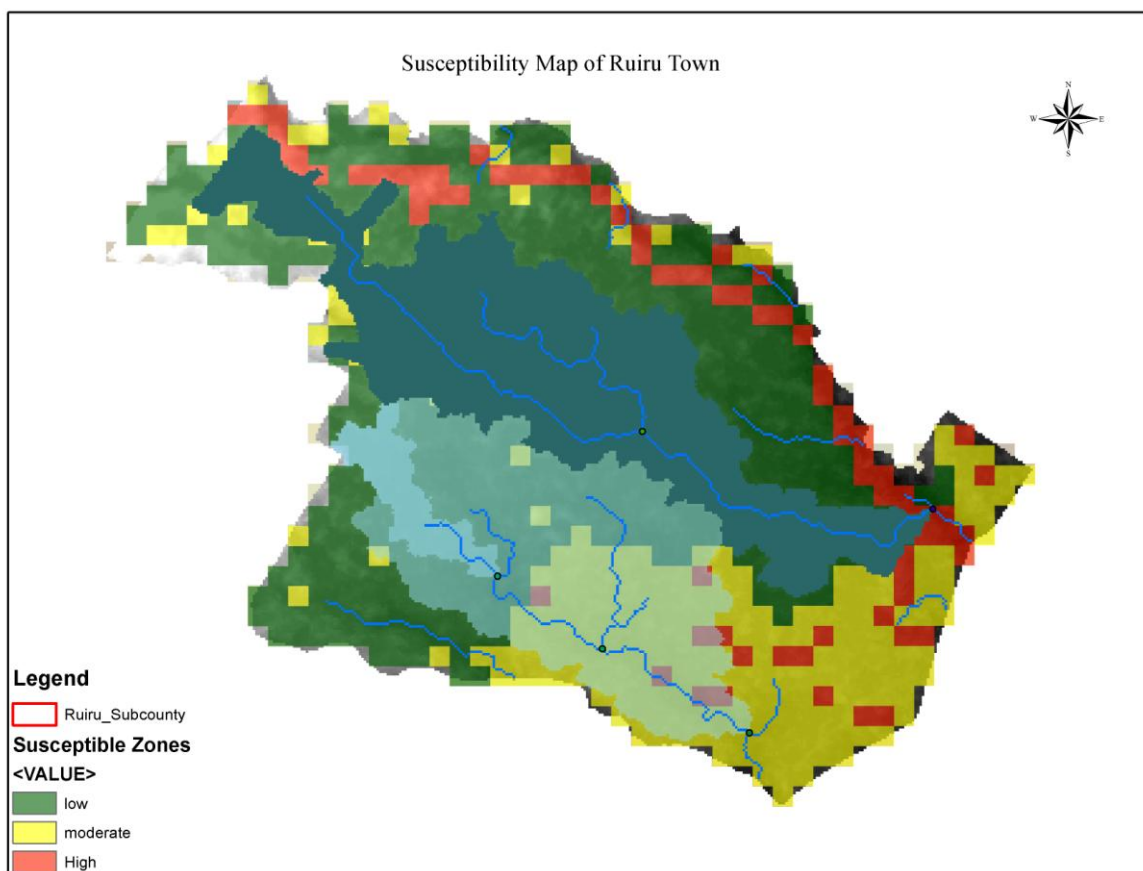 Susceptibility Map of Ruiru Town
N
W E
S
Legend
Ruiru_Subcounty
Susceptible Zones
<VALUE>
low
moderate
High